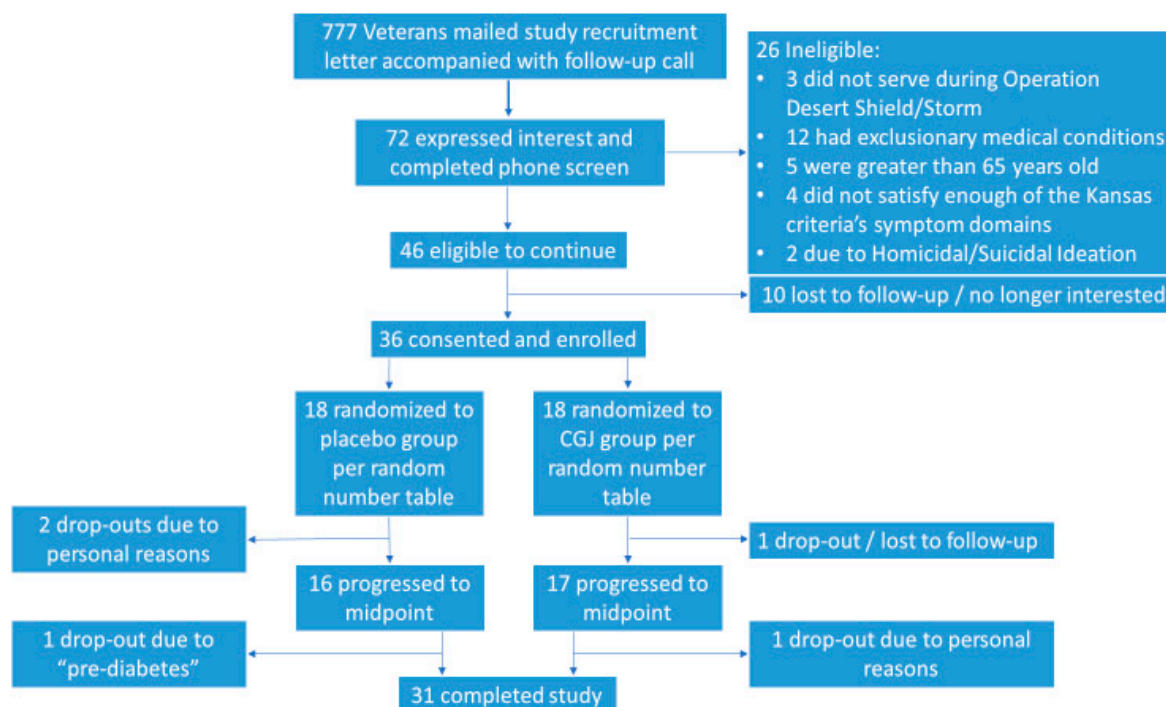 777 Veterans mailed study recruitment
letter accompanied with follow-up call
26 Ineligible:
• 3 did not serve during Operation
Desert Shield/Storm
• 12 had exclusionary medical conditions
• 5 were greater than 65 years old
• 4 did not satisfy enough of the Kansas
criteria's symptom domains
• 2 due to Homicidal/Suicidal Ideation
72 expressed interest and
completed phone screen
46 eligible to continue
10 lost to follow-up / no longer interested
36 consented and enrolled
18 randomized to
placebo group
per random
number table
18 randomized to
CGJ group per
random number
table
2 drop-outs due to
personal reasons
1 drop-out / lost to follow-up
16 progressed to
midpoint
17 progressed to
midpoint
1 drop-out due to
“pre-diabetes”
1 drop-out due to personal
reasons
31 completed study